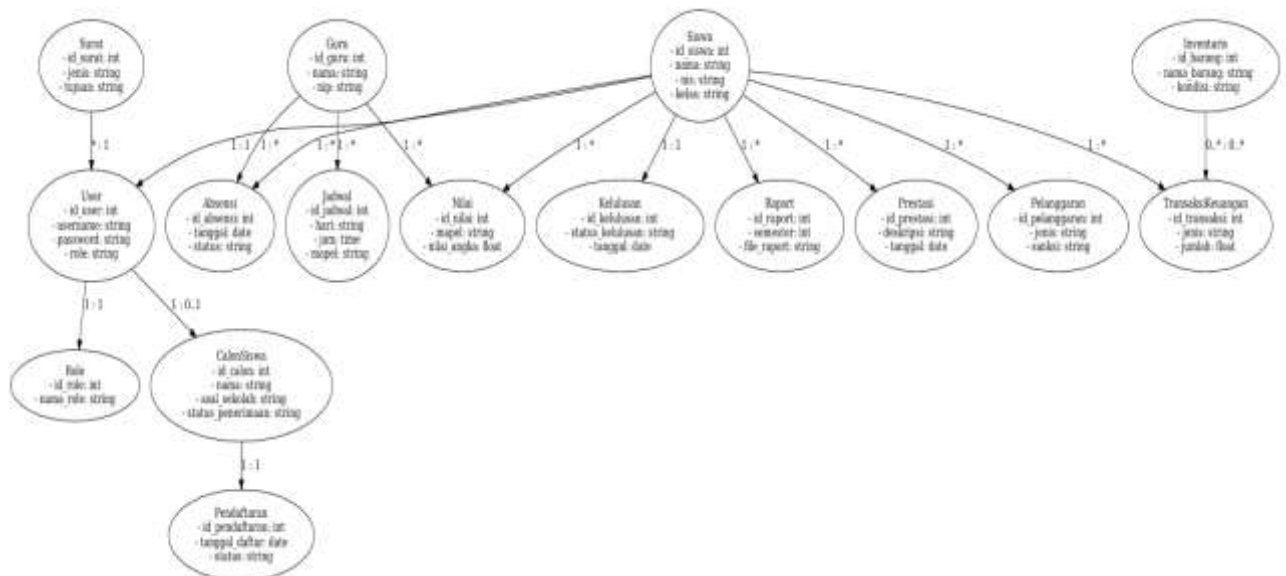 Surat
- id_surat: int
- jenis: string
- tujuan: string
Guru
- id_guru: int
- nama: string
- nip: string
Siswa
- id_siswa: int
- nama: string
- nis: string
- kelas: string
Inventaris
- id_barang: int
- nama_barang: string
- kondisi: string
* : 1
1 : 1
1 : *
1 : *
1 : *
1 : *
1 : *
1 : 1
1 : *
1 : *
1 : *
1 : *
0..* : 0..*
User
- id_user: int
- username: string
- password: string
- role: string
Absensi
- id_absensi: int
- tanggal: date
- status: string
Jadwal
- id_jadwal: int
- hari: string
- jam: time
- mapel: string
Nilai
- id_nilai: int
- mapel: string
- nilai_angka: float
Kelulusan
- id_kelulusan: int
- status_kelulusan: string
- tanggal: date
Raport
- id_raport: int
- semester: int
- file_raport: string
Prestasi
- id_prestasi: int
- deskripsi: string
- tanggal: date
Pelanggaran
- id_pelanggaran: int
- jenis: string
- sanksi: string
TransaksiKeuangan
- id_transaksi: int
- jenis: string
- jumlah: float
1 : 1
1 : 0..1
Role
- id_role: int
- nama_role: string
CalonSiswa
- id_calon: int
- nama: string
- asal_sekolah: string
- status_penerimaan: string
1 : 1
Pendaftaran
- id_pendaftaran: int
- tanggal_daftar: date
- status: string